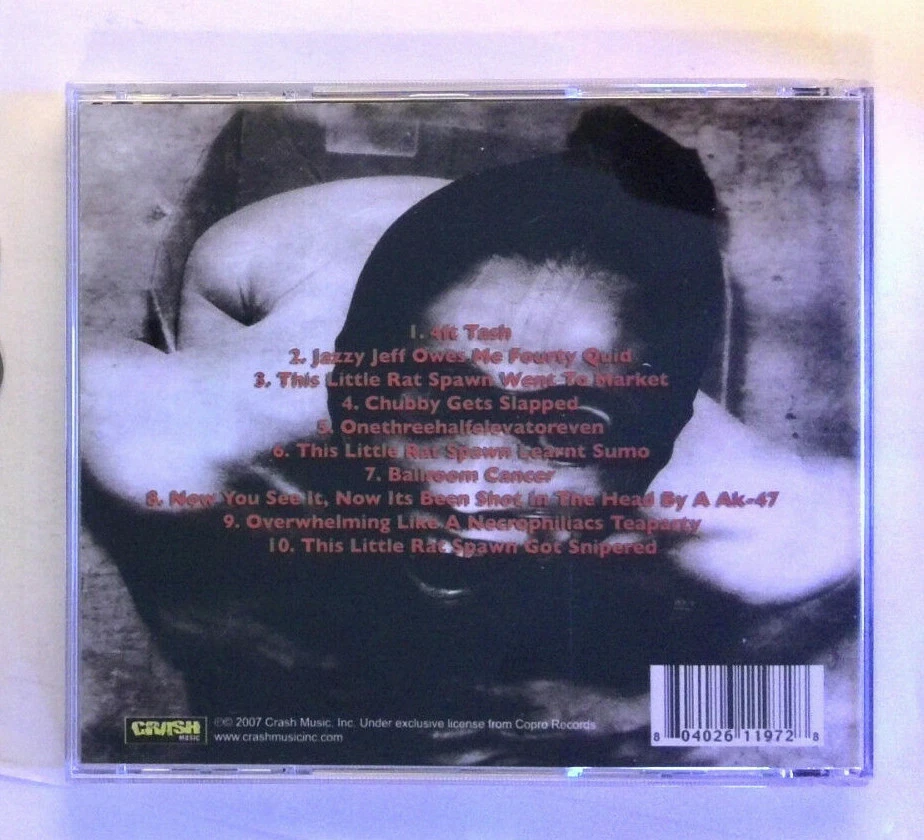 1. 4ft Tash
2. Jazzy Jeff Owes Me Fourty Quid
3. This Little Rat Spawn Went To Market
4. Chubby Gets Slapped
5. Onethreehalfelevatoreven
6. This Little Rat Spawn Learnt Sumo
7. Ballroom Cancer
8. Now You See It, Now Its Been Shot In The Head By A Ak-47
9. Overwhelming Like A Necrophiliacs Teaparty
10. This Little Rat Spawn Got Snipered
CRASH
MUSIC
℗© 2007 Crash Music, Inc. Under exclusive license from Copro Records
www.crashmusicinc.com
8 04026 11972 8